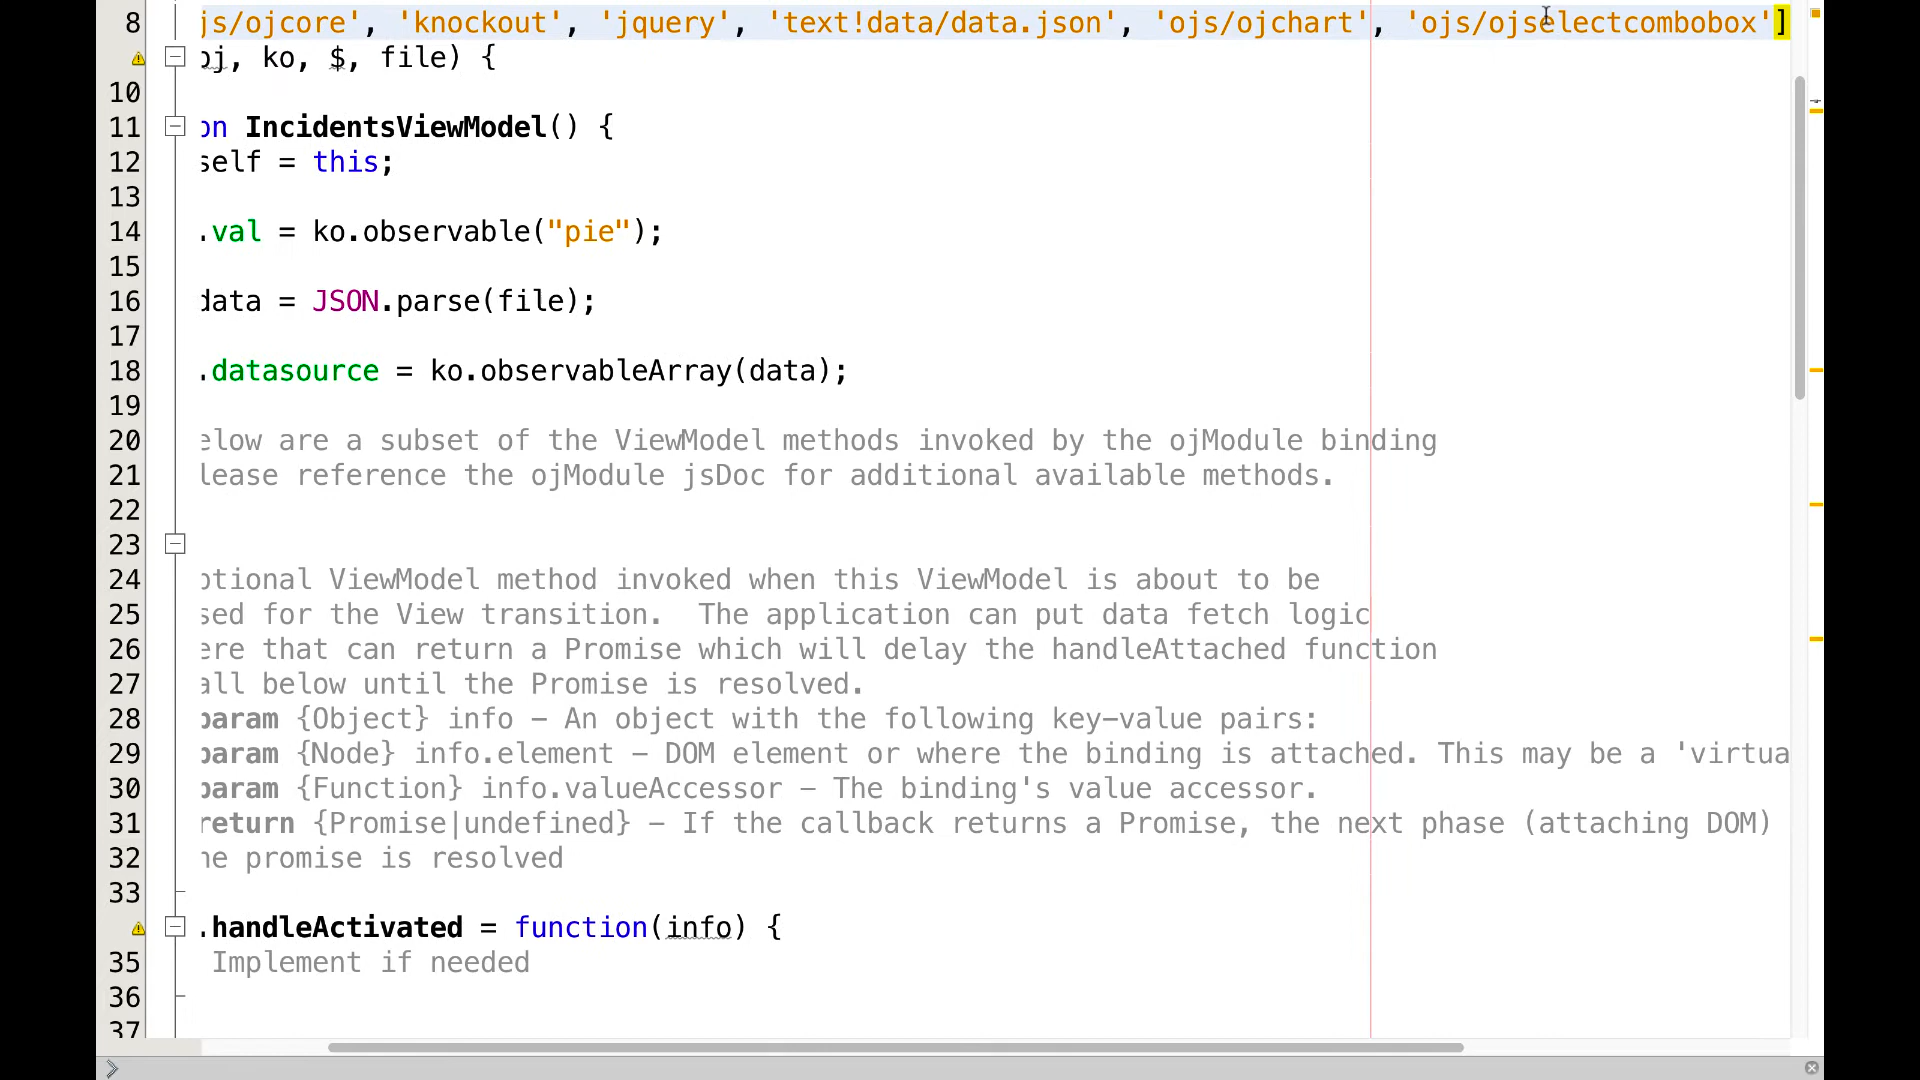 8 js/ojcore', 'knockout', 'jquery', 'text!data/data.json', 'ojs/ojchart', 'ojs/ojselectcombobox']
oj, ko, $, file) {
10
11 on IncidentsViewModel() {
12 self = this;
13
14 .val = ko.observable("pie");
15
16 data = JSON.parse(file);
17
18 .datasource = ko.observableArray(data);
19
20 elow are a subset of the ViewModel methods invoked by the ojModule binding
21 lease reference the ojModule jsDoc for additional available methods.
22
23
24 ptional ViewModel method invoked when this ViewModel is about to be
25 sed for the View transition.  The application can put data fetch logic
26 ere that can return a Promise which will delay the handleAttached function
27 all below until the Promise is resolved.
28 param {Object} info - An object with the following key-value pairs:
29 param {Node} info.element - DOM element or where the binding is attached. This may be a 'virtua
30 param {Function} info.valueAccessor - The binding's value accessor.
31 return {Promise|undefined} - If the callback returns a Promise, the next phase (attaching DOM)
32 he promise is resolved
33
.handleActivated = function(info) {
35 Implement if needed
36
37